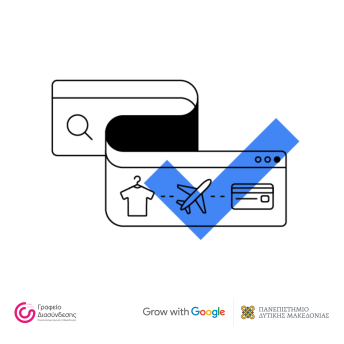 Γραφείο
Διασύνδεσης
Grow with Google
ΠΑΝΕΠΙΣΤΗΜΙΟ
ΔΥΤΙΚΗΣ ΜΑΚΕΔΟΝΙΑΣ